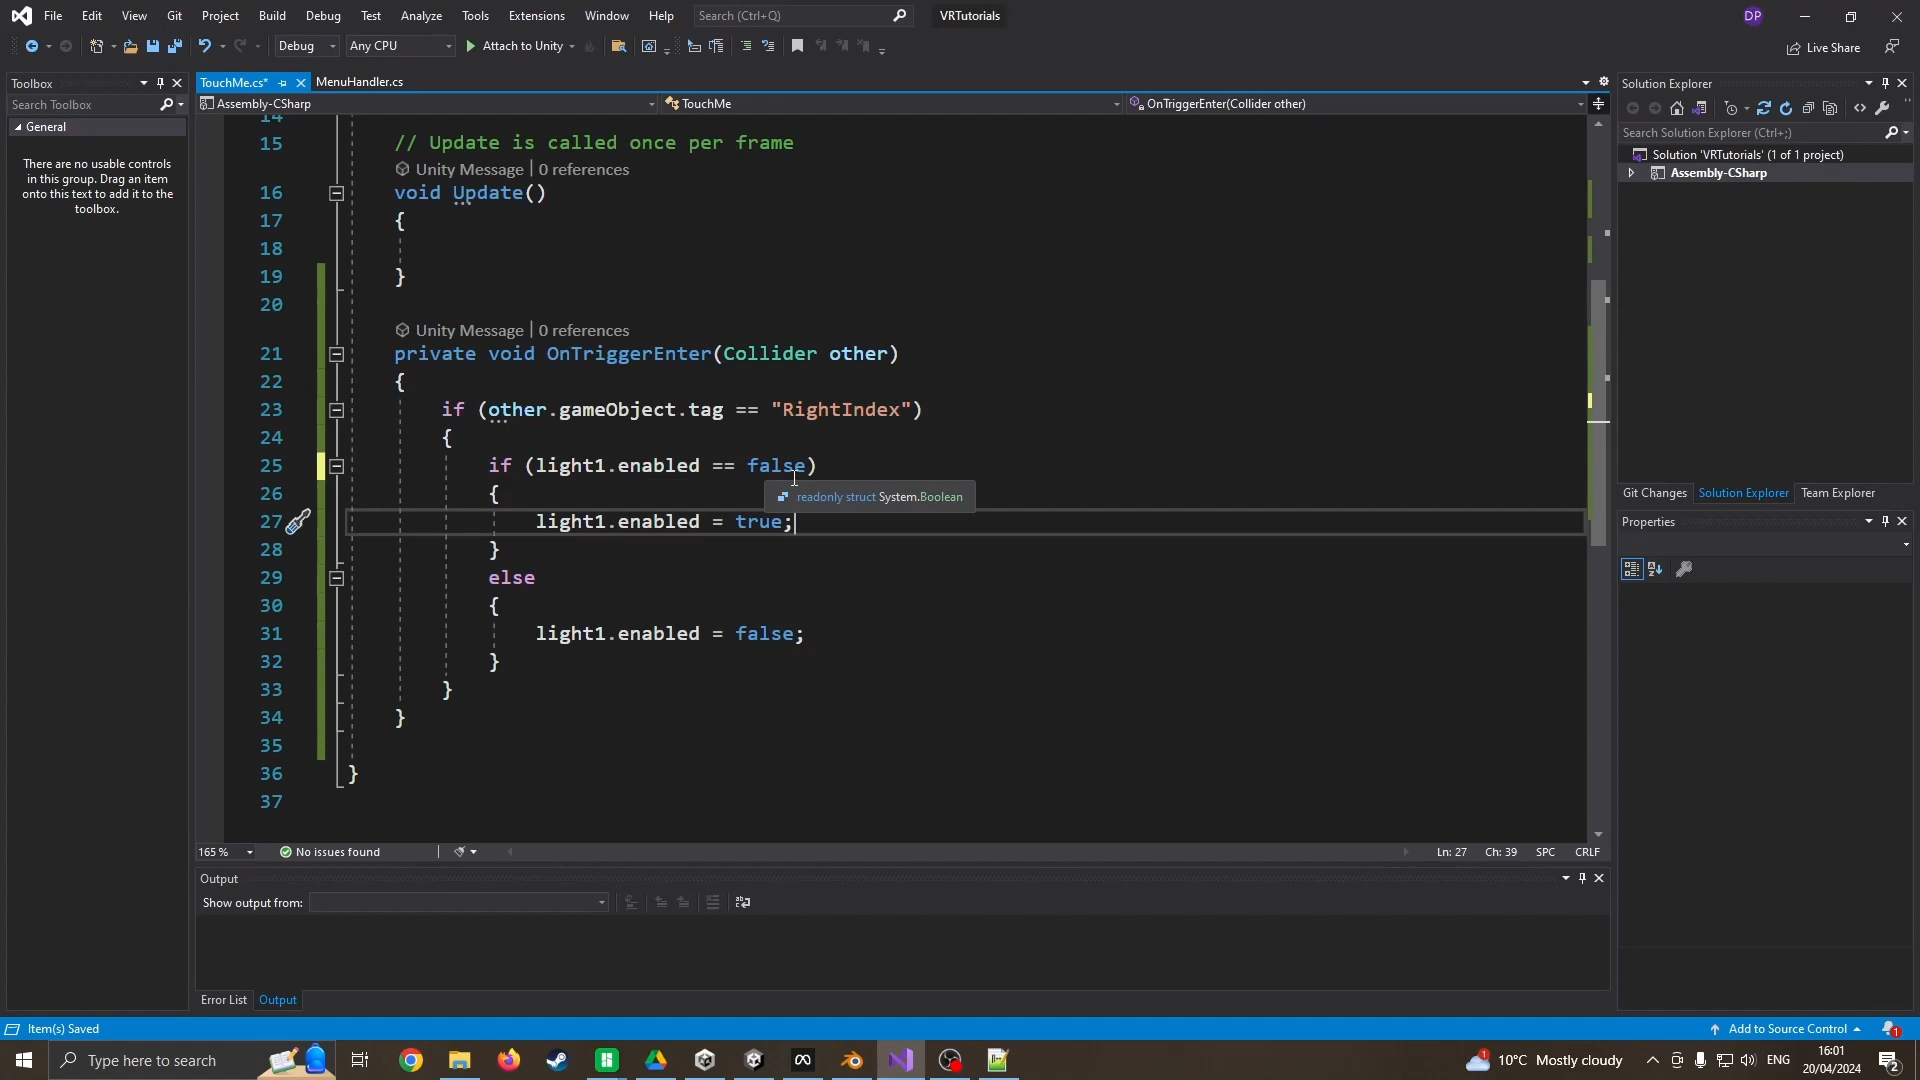 File Edit View Git Project Build Debug Test Analyze Tools Extensions Window Help Search (Ctrl+Q) VRTutorials DP
Debug Any CPU Attach to Unity Live Share
Toolbox
Search Toolbox
General
There are no usable controls
in this group. Drag an item
onto this text to add it to the
toolbox.
TouchMe.cs* MenuHandler.cs
Assembly-CSharp TouchMe OnTriggerEnter(Collider other)
14
15 // Update is called once per frame
Unity Message | 0 references
16 void Update()
17 {
18
19 }
20
Unity Message | 0 references
21 private void OnTriggerEnter(Collider other)
22 {
23 if (other.gameObject.tag == "RightIndex")
24 {
25 if (light1.enabled == false)
26 {
readonly struct System.Boolean
27 light1.enabled = true;
28 }
29 else
30 {
31 light1.enabled = false;
32 }
33 }
34 }
35
36 }
37
165 % No issues found Ln: 27 Ch: 39 SPC CRLF
Output
Show output from:
Error List Output
Solution Explorer
Search Solution Explorer (Ctrl+;)
Solution 'VRTutorials' (1 of 1 project)
Assembly-CSharp
Git Changes Solution Explorer Team Explorer
Properties
Item(s) Saved Add to Source Control 1
Type here to search 1 10°C Mostly cloudy ENG 16:01
20/04/2024 2